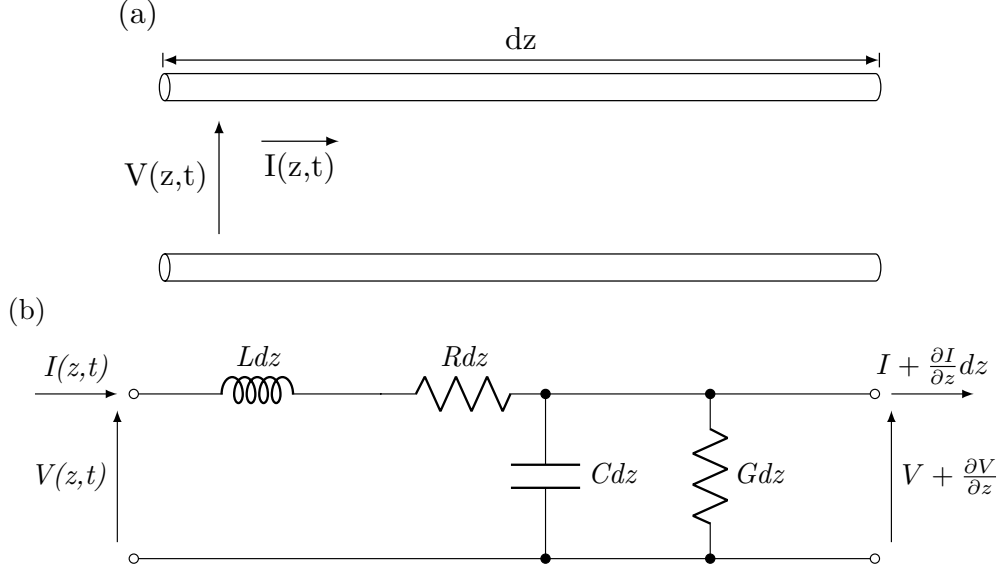 (a)
dz
V(z,t)
I(z,t)
(b)
I(z,t)
Ldz
Rdz
I + ∂I/∂z dz
V(z,t)
Cdz
Gdz
V + ∂V/∂z